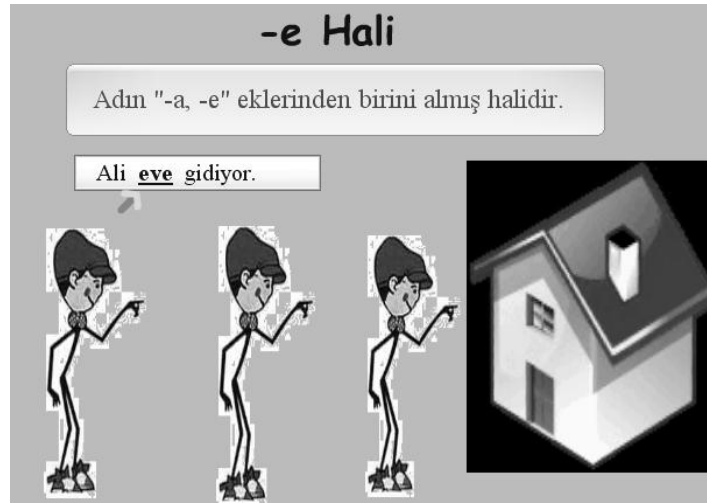 -e Hali
Adın "-a, -e" eklerinden birini almış halidir.
Ali eve gidiyor.